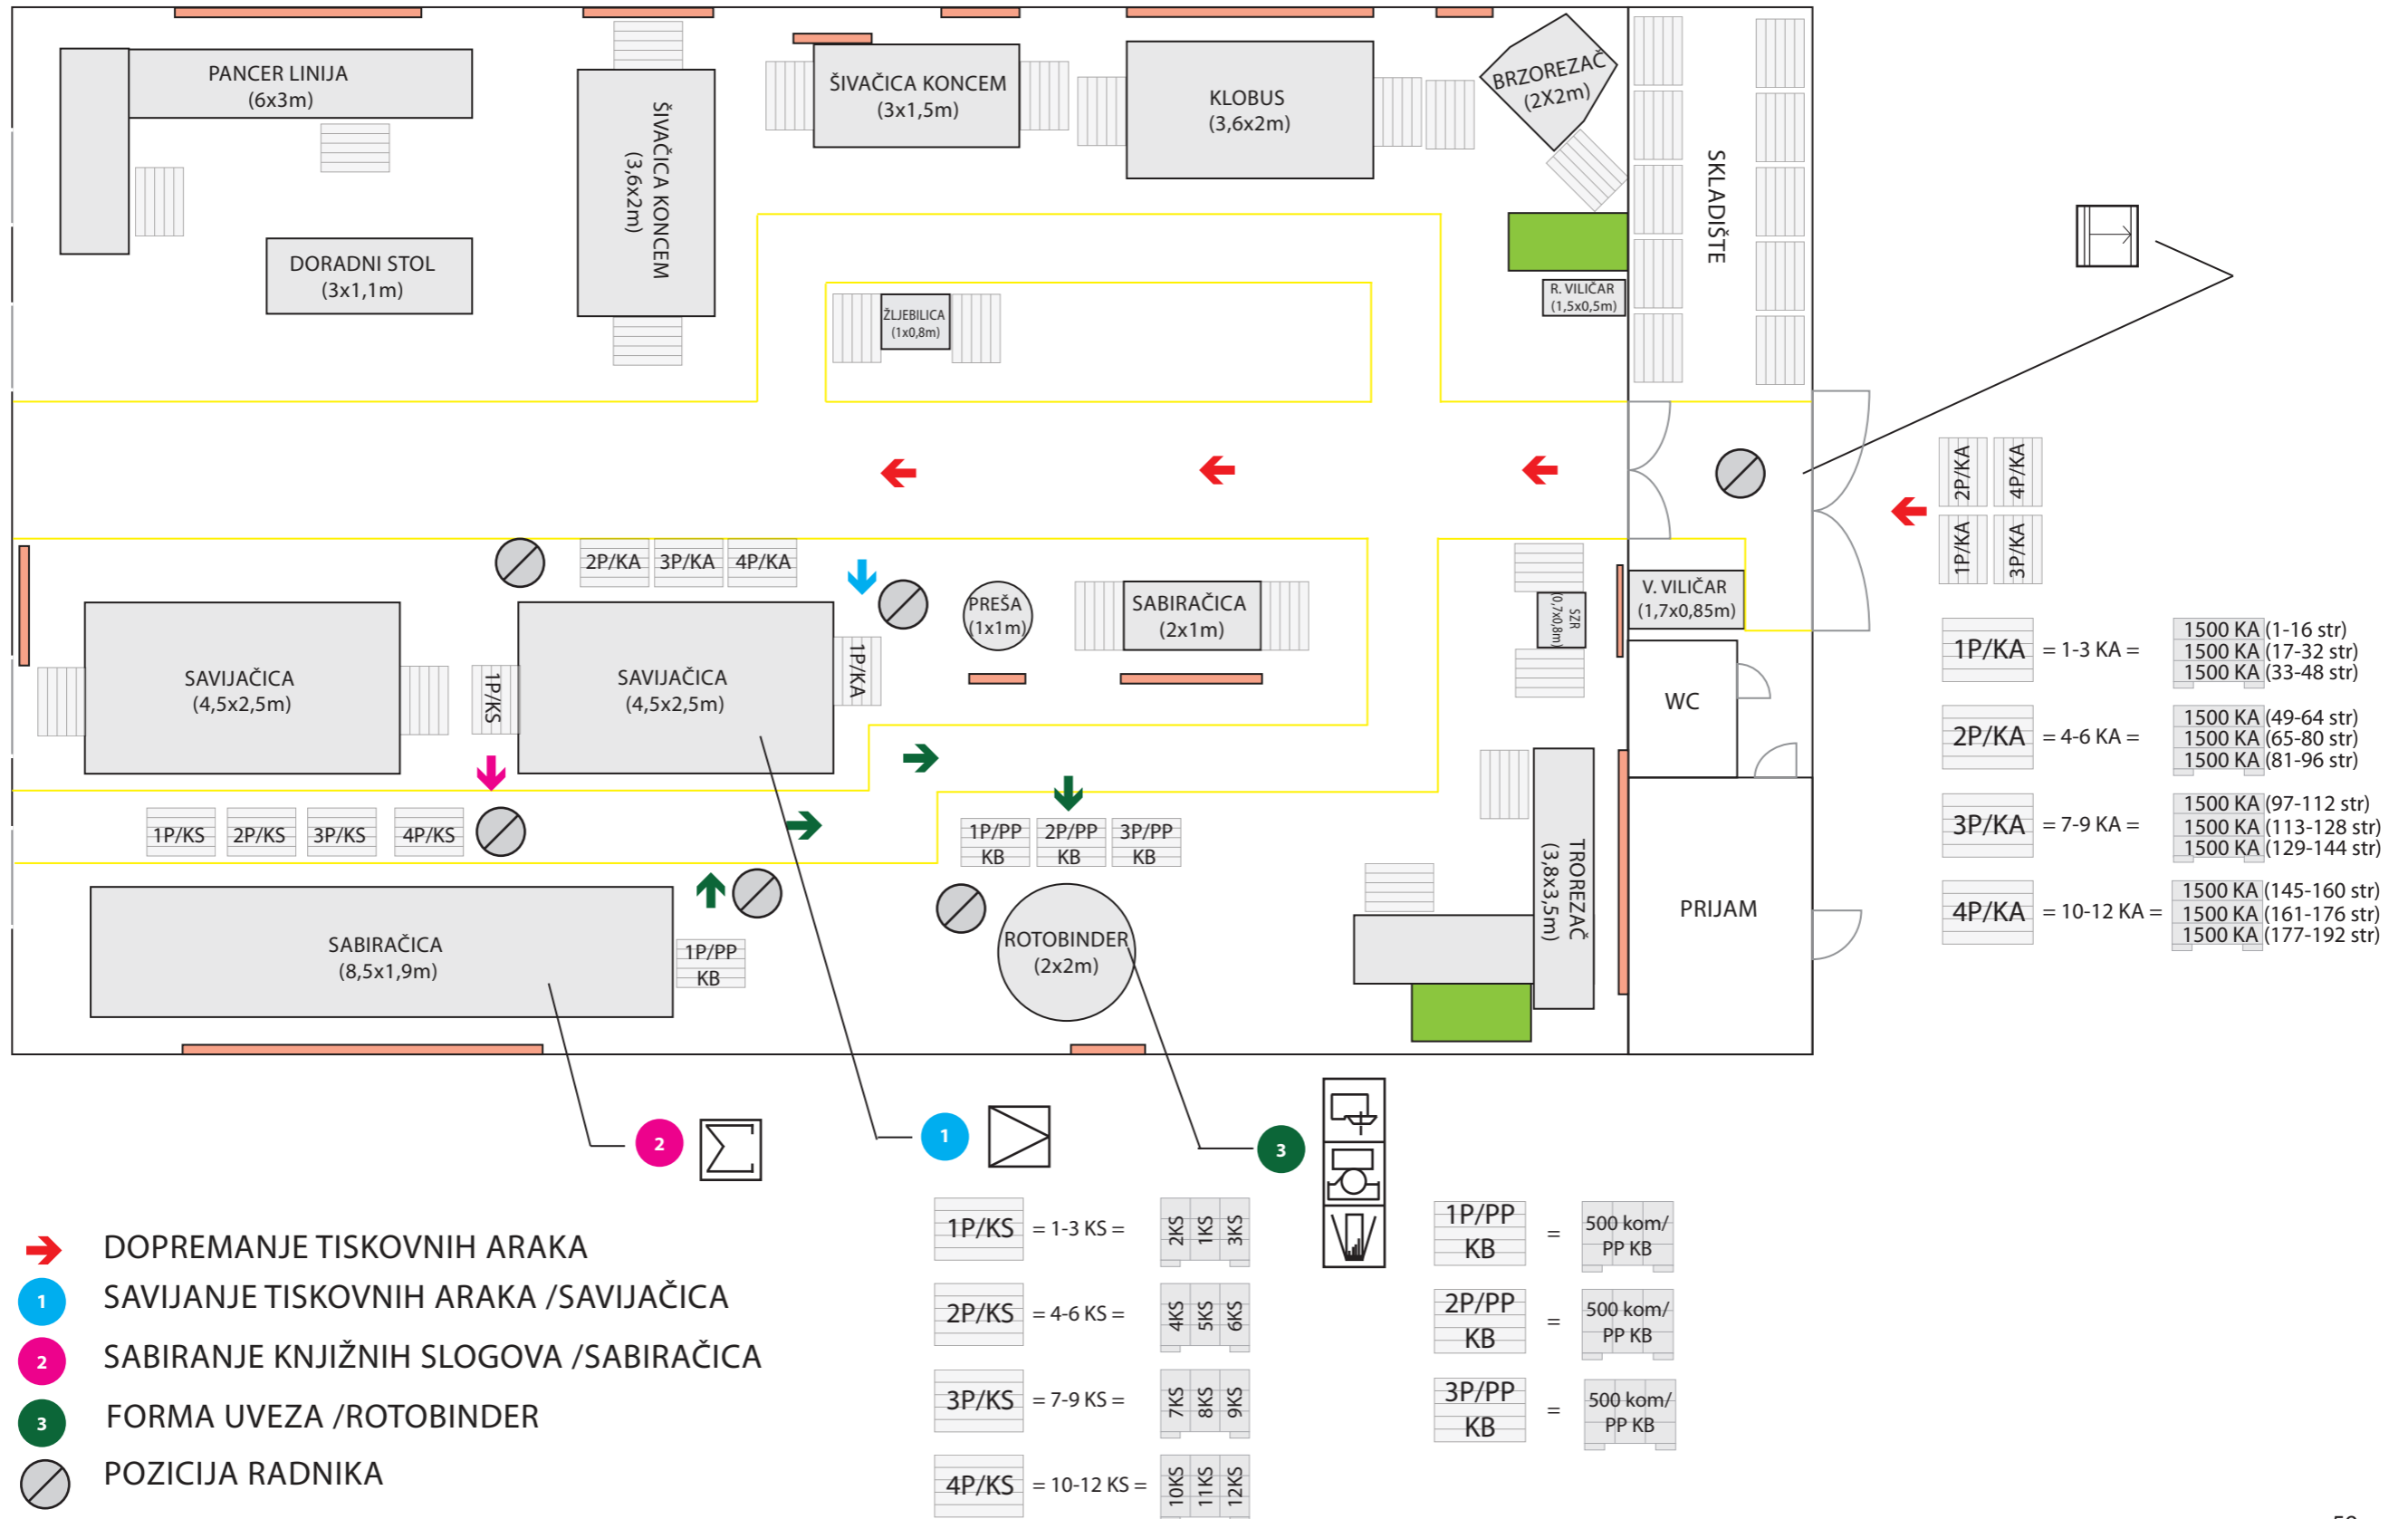 PANCER LINIJA
(6x3m)
ŠIVAČICA KONCEM
(3,6x2m)
ŠIVAČICA KONCEM
(3x1,5m)
KLOBUS
(3,6x2m)
BRZOREZAČ
(2X2m)
SKLADIŠTE
DORADNI STOL
(3x1,1m)
ŽLJEBILICA
(1x0,8m)
R. VILIČAR
(1,5x0,5m)
2P/KA
4P/KA
1P/KA
3P/KA
2P/KA
3P/KA
4P/KA
PREŠA
(1x1m)
SABIRAČICA
(2x1m)
SZR
(0,7x0,8m)
V. VILIČAR
(1,7x0,85m)
SAVIJAČICA
(4,5x2,5m)
1P/KS
SAVIJAČICA
(4,5x2,5m)
1P/KA
WC
1P/KS
2P/KS
3P/KS
4P/KS
1P/PP
KB
2P/PP
KB
3P/PP
KB
TROREZAČ
(3,8x3,5m)
PRIJAM
SABIRAČICA
(8,5x1,9m)
1P/PP
KB
ROTOBINDER
(2x2m)
1P/KA = 1-3 KA =
1500 KA (1-16 str)
1500 KA (17-32 str)
1500 KA (33-48 str)
2P/KA = 4-6 KA =
1500 KA (49-64 str)
1500 KA (65-80 str)
1500 KA (81-96 str)
3P/KA = 7-9 KA =
1500 KA (97-112 str)
1500 KA (113-128 str)
1500 KA (129-144 str)
4P/KA = 10-12 KA =
1500 KA (145-160 str)
1500 KA (161-176 str)
1500 KA (177-192 str)
2
1
3
DOPREMANJE TISKOVNIH ARAKA
1 SAVIJANJE TISKOVNIH ARAKA /SAVIJAČICA
2 SABIRANJE KNJIŽNIH SLOGOVA /SABIRAČICA
3 FORMA UVEZA /ROTOBINDER
POZICIJA RADNIKA
1P/KS = 1-3 KS = 2KS 1KS 3KS
2P/KS = 4-6 KS = 4KS 5KS 6KS
3P/KS = 7-9 KS = 7KS 8KS 9KS
4P/KS = 10-12 KS = 10KS 11KS 12KS
1P/PP
KB
=
500 kom/
PP KB
2P/PP
KB
=
500 kom/
PP KB
3P/PP
KB
=
500 kom/
PP KB